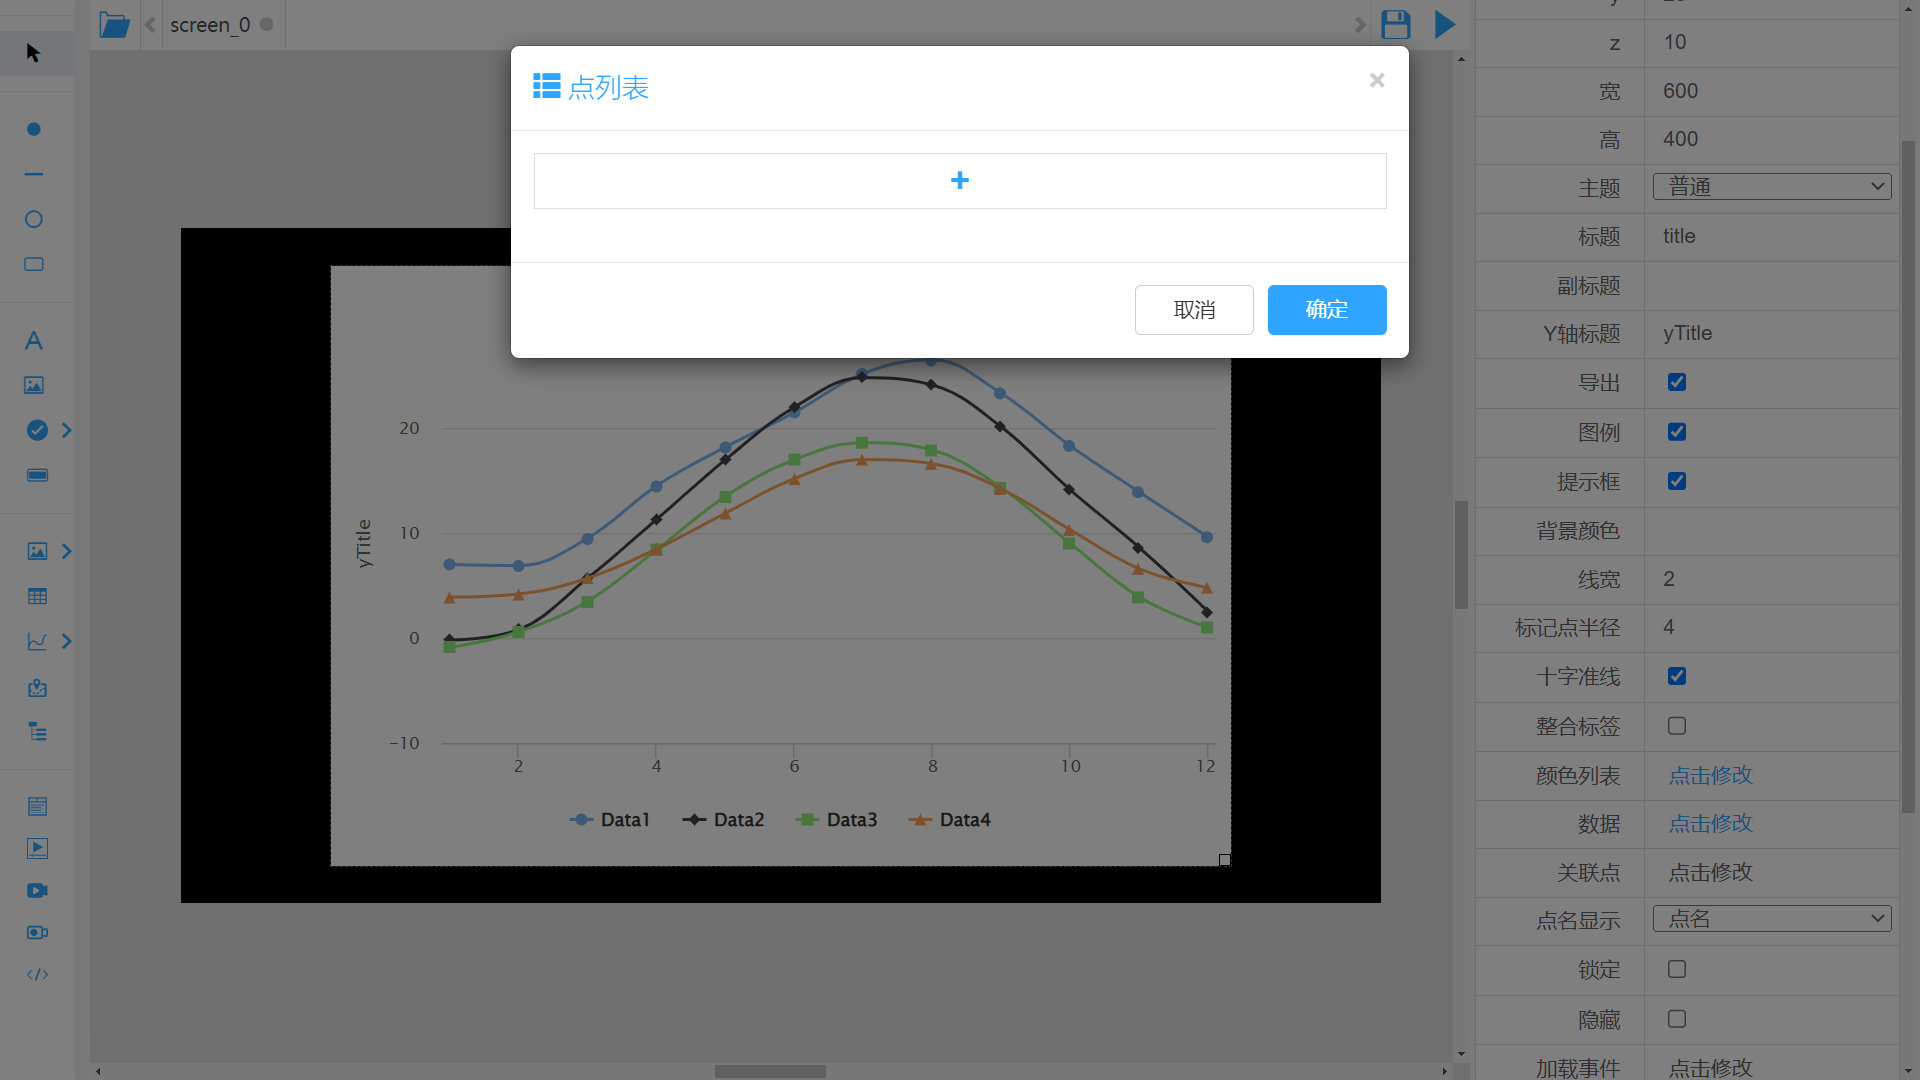 screen_0
点列表
取消
确定
20
10
0
−10
yTitle
2 4 6 8 10 12
Data1 Data2 Data3 Data4
z 10
宽 600
高 400
主题 普通
标题 title
副标题
Y轴标题 yTitle
导出
图例
提示框
背景颜色
线宽 2
标记点半径 4
十字准线
整合标签
颜色列表 点击修改
数据 点击修改
关联点 点击修改
点名显示 点名
锁定
隐藏
加载事件 点击修改